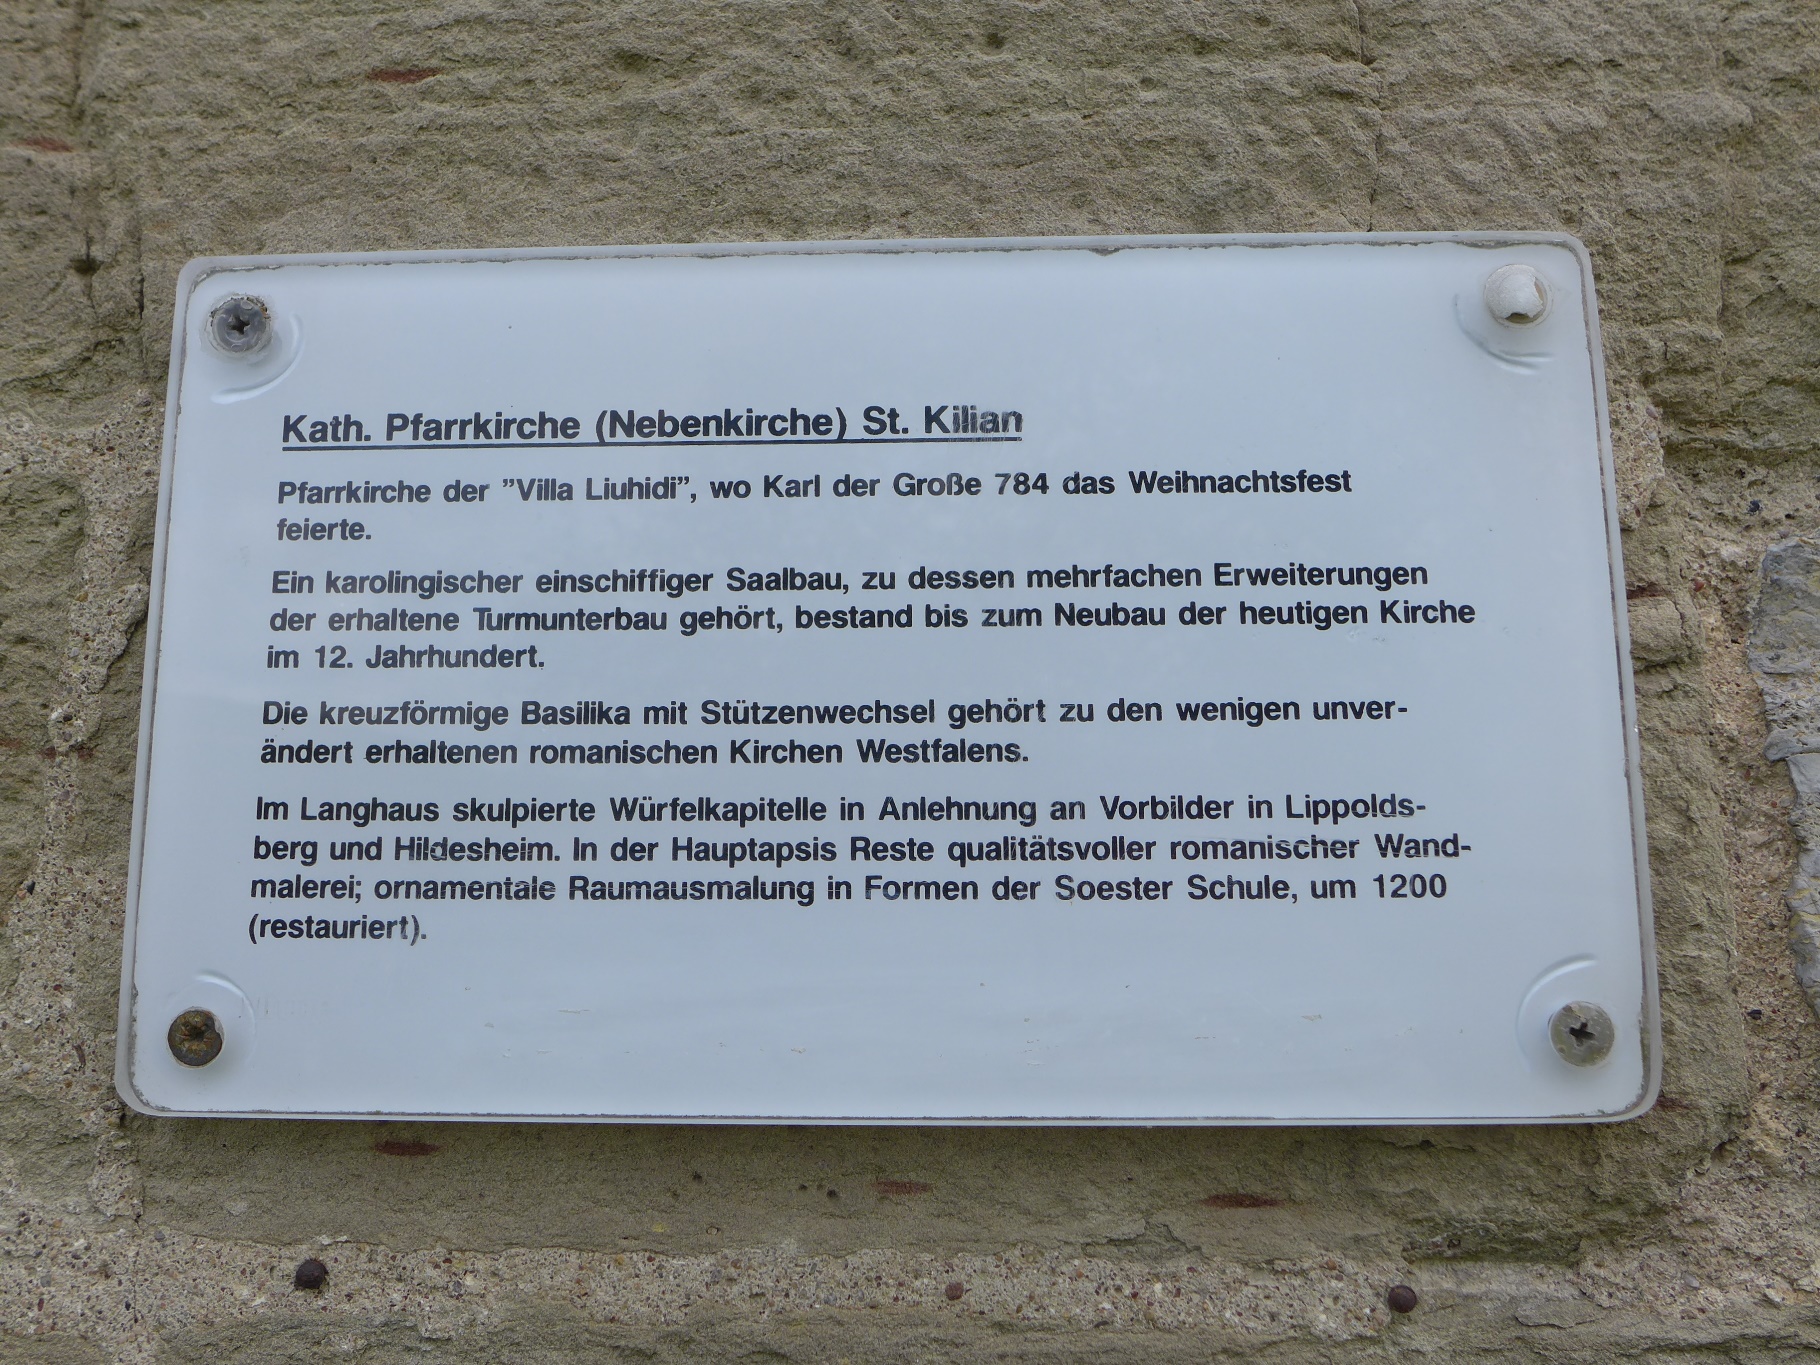 Kath. Pfarrkirche (Nebenkirche) St. Kilian
Pfarrkirche der ”Villa Liuhidi”, wo Karl der Große 784 das Weihnachtsfest
feierte.
Ein karolingischer einschiffiger Saalbau, zu dessen mehrfachen Erweiterungen
der erhaltene Turmunterbau gehört, bestand bis zum Neubau der heutigen Kirche
im 12. Jahrhundert.
Die kreuzförmige Basilika mit Stützenwechsel gehört zu den wenigen unver-
ändert erhaltenen romanischen Kirchen Westfalens.
Im Langhaus skulpierte Würfelkapitelle in Anlehnung an Vorbilder in Lippolds-
berg und Hildesheim. In der Hauptapsis Reste qualitätsvoller romanischer Wand-
malerei; ornamentale Raumausmalung in Formen der Soester Schule, um 1200
(restauriert).